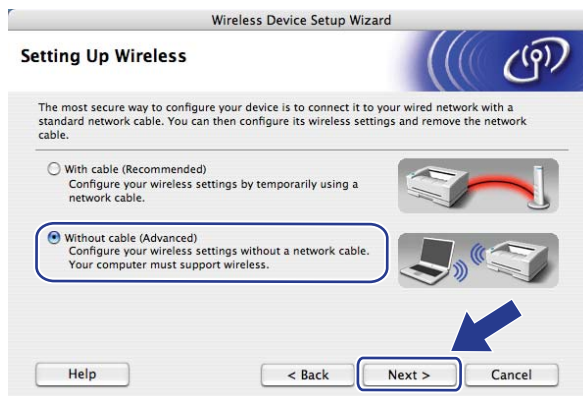 Wireless Device Setup Wizard
Setting Up Wireless
The most secure way to configure your device is to connect it to your wired network with a
standard network cable. You can then configure its wireless settings and remove the network
cable.
With cable (Recommended)
Configure your wireless settings by temporarily using a
network cable.
Without cable (Advanced)
Configure your wireless settings without a network cable.
Your computer must support wireless.
Help
< Back
Next >
Cancel